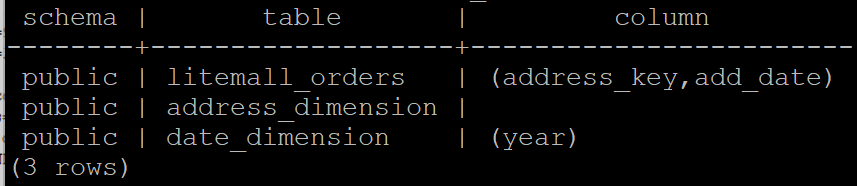 schema |        table        |          column
--------+---------------------+--------------------------
 public | litemall_orders     | (address_key,add_date)
 public | address_dimension   |
 public | date_dimension      | (year)
(3 rows)